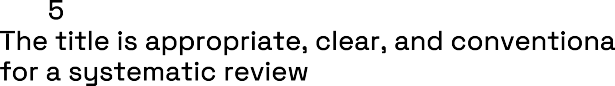 5
The title is appropriate, clear, and conventiona
for a systematic review